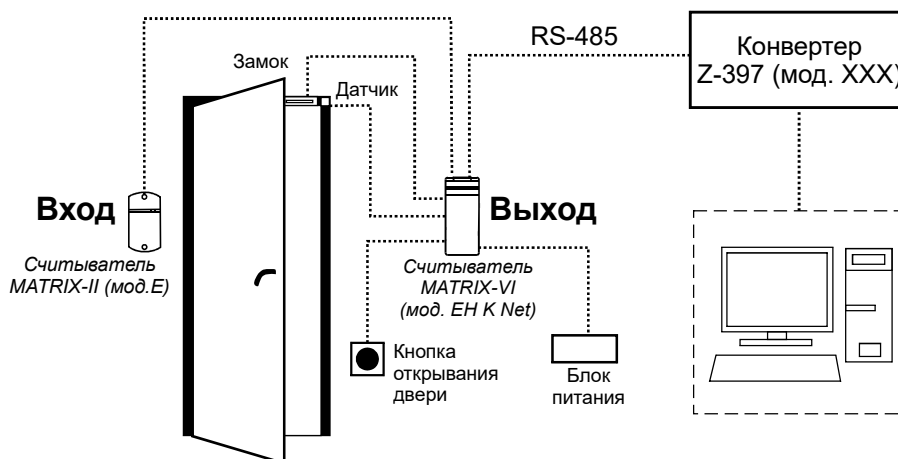 RS-485
Конвертер
Z-397 (мод. XXX)
Замок
Датчик
Вход
Выход
Считыватель
MATRIX-II (мод.E)
Считыватель
MATRIX-VI
(мод. EH K Net)
Кнопка
открывания
двери
Блок
питания